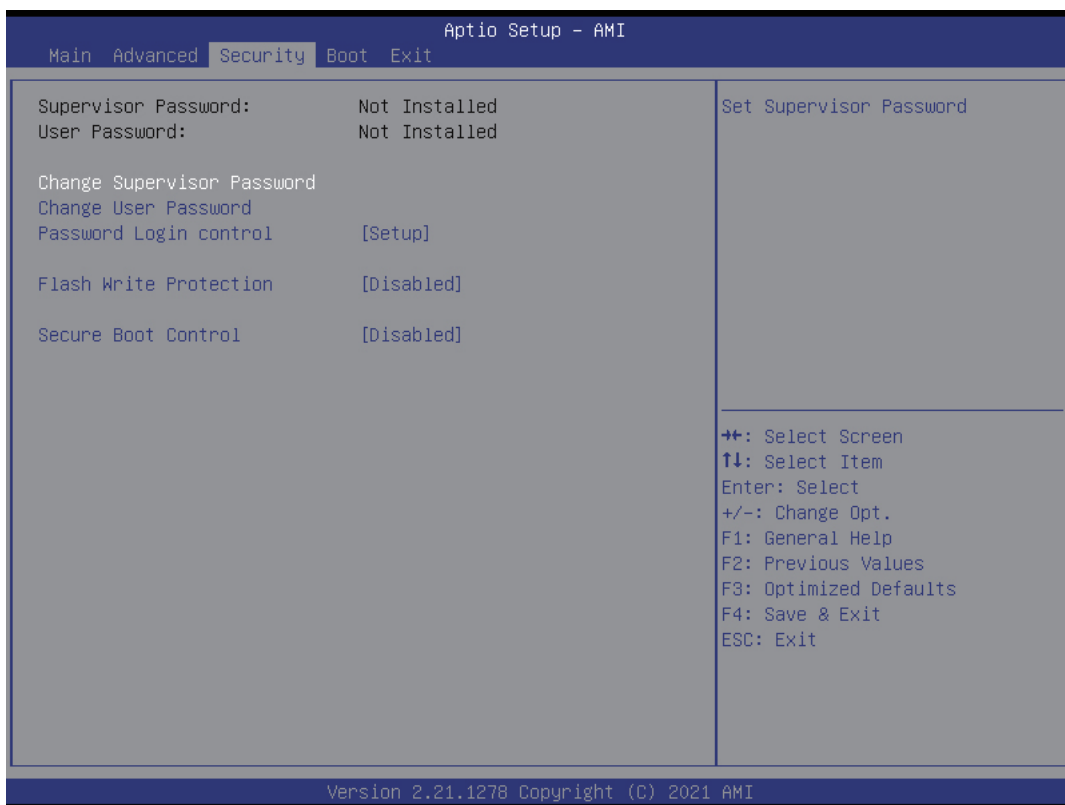 Aptio Setup – AMI
Main Advanced Security Boot Exit
Supervisor Password: Not Installed
User Password: Not Installed
Change Supervisor Password
Change User Password
Password Login control [Setup]
Flash Write Protection [Disabled]
Secure Boot Control [Disabled]
Set Supervisor Password
→←: Select Screen
↑↓: Select Item
Enter: Select
+/-: Change Opt.
F1: General Help
F2: Previous Values
F3: Optimized Defaults
F4: Save & Exit
ESC: Exit
Version 2.21.1278 Copyright (C) 2021 AMI